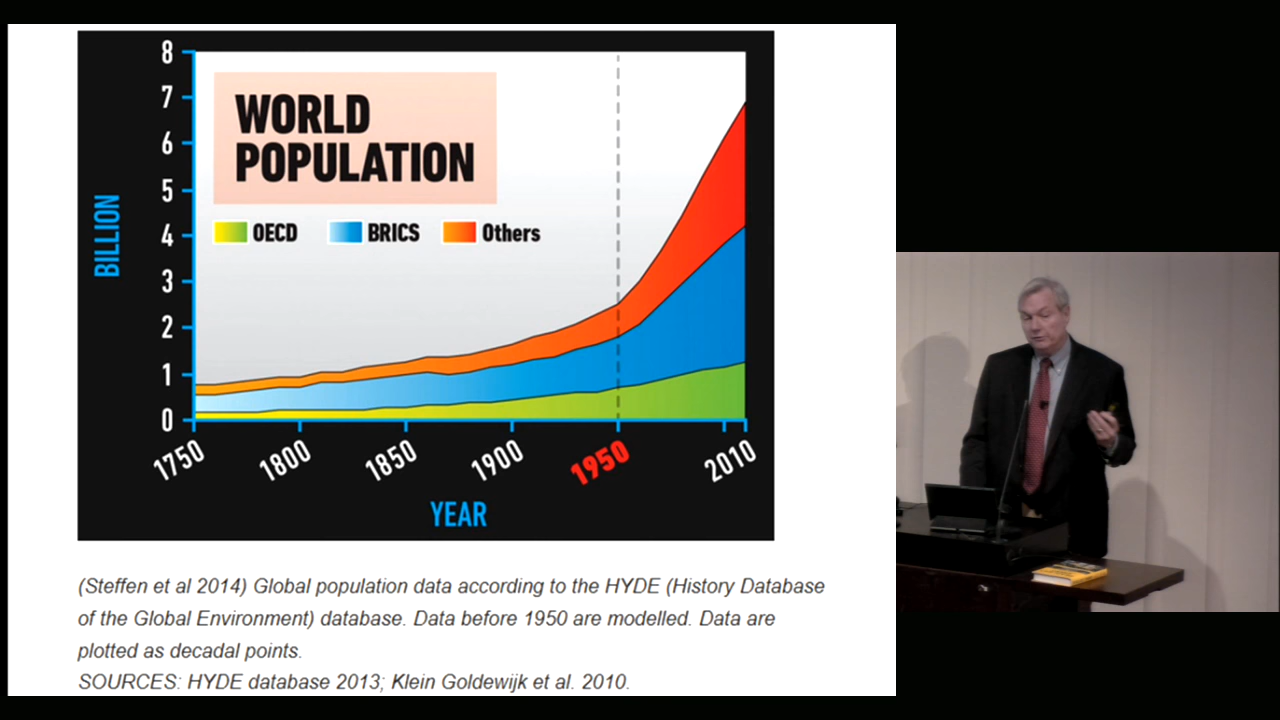 8
7
6
5
4
3
2
1
0
BILLION
WORLD
POPULATION
OECD BRICS Others
1750 1800 1850 1900 1950 2010
YEAR
(Steffen et al 2014) Global population data according to the HYDE (History Database
of the Global Environment) database. Data before 1950 are modelled. Data are
plotted as decadal points.
SOURCES: HYDE database 2013; Klein Goldewijk et al. 2010.